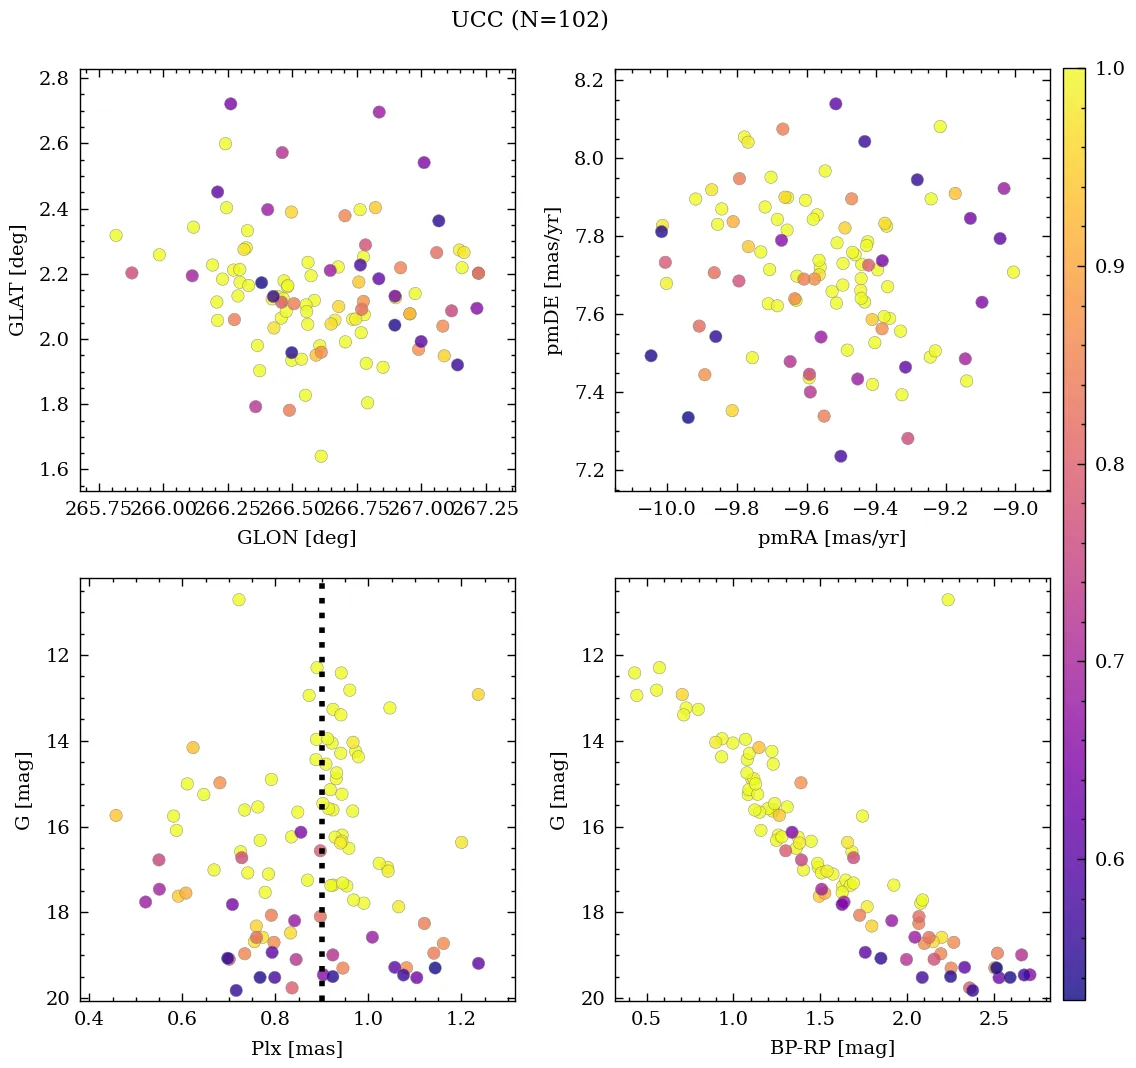 UCC (N=102)
2.8
2.6
2.4
2.2
2.0
1.8
1.6
GLAT [deg]
265.75 266.00 266.25 266.50 266.75 267.00 267.25
GLON [deg]
8.2
8.0
7.8
7.6
7.4
7.2
pmDE [mas/yr]
−10.0 −9.8 −9.6 −9.4 −9.2 −9.0
pmRA [mas/yr]
12
14
16
18
20
G [mag]
0.4 0.6 0.8 1.0 1.2
Plx [mas]
12
14
16
18
20
G [mag]
0.5 1.0 1.5 2.0 2.5
BP-RP [mag]
1.0
0.9
0.8
0.7
0.6